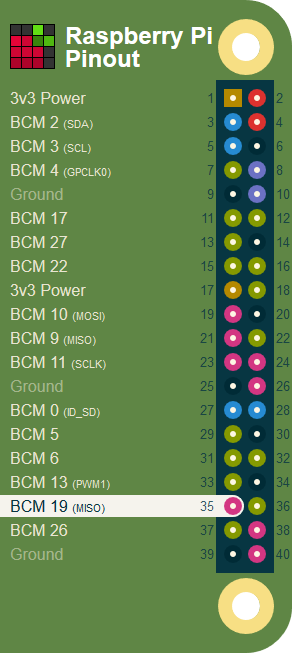 Raspberry Pi
Pinout
3v3 Power 1 2
BCM 2 (SDA) 3 4
BCM 3 (SCL) 5 6
BCM 4 (GPCLK0) 7 8
Ground 9 10
BCM 17 11 12
BCM 27 13 14
BCM 22 15 16
3v3 Power 17 18
BCM 10 (MOSI) 19 20
BCM 9 (MISO) 21 22
BCM 11 (SCLK) 23 24
Ground 25 26
BCM 0 (ID_SD) 27 28
BCM 5 29 30
BCM 6 31 32
BCM 13 (PWM1) 33 34
BCM 19 (MISO) 35 36
BCM 26 37 38
Ground 39 40